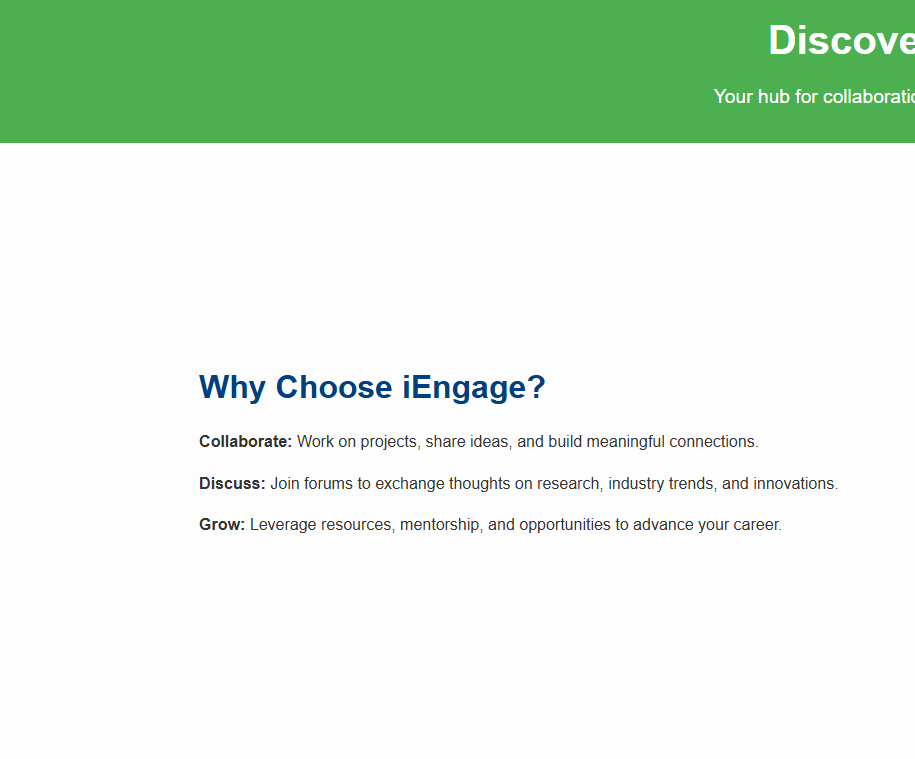 Discove
Your hub for collaboratio
Why Choose iEngage?
Collaborate: Work on projects, share ideas, and build meaningful connections.
Discuss: Join forums to exchange thoughts on research, industry trends, and innovations.
Grow: Leverage resources, mentorship, and opportunities to advance your career.